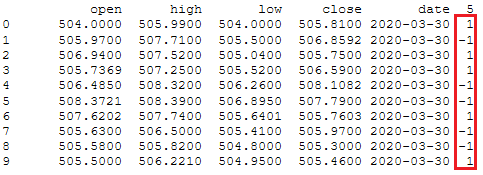 open high low close date 5
0 504.0000 505.9900 504.0000 505.8100 2020-03-30 1
1 505.9700 507.7100 505.5000 506.8592 2020-03-30 -1
2 506.9400 507.5200 505.0400 505.7500 2020-03-30 1
3 505.7369 507.2500 505.5200 506.5900 2020-03-30 1
4 506.4850 508.3200 506.2600 508.1082 2020-03-30 -1
5 508.3721 508.3900 506.8950 507.7900 2020-03-30 -1
6 507.6202 507.7400 505.6401 505.7603 2020-03-30 1
7 505.6300 506.5000 505.4100 505.9700 2020-03-30 -1
8 505.5800 505.8200 504.8000 505.3000 2020-03-30 -1
9 505.5000 506.2210 504.9500 505.4600 2020-03-30 1